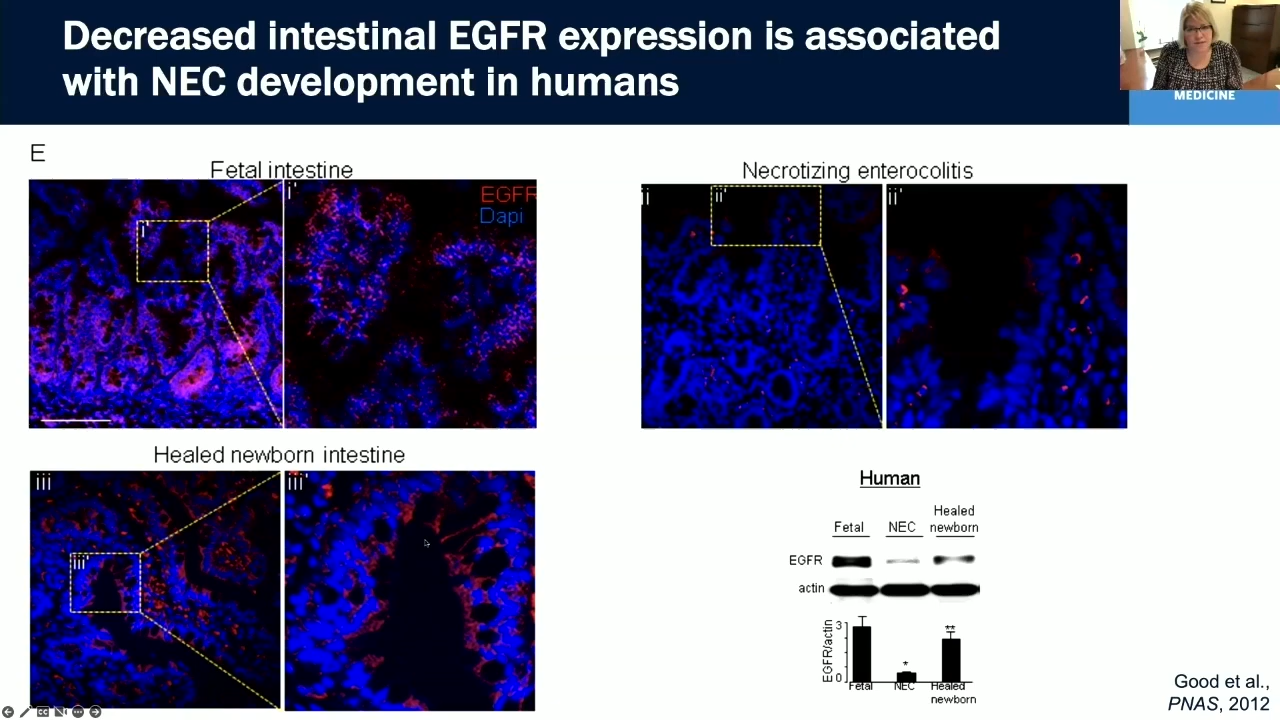 Decreased intestinal EGFR expression is associated
with NEC development in humans
MEDICINE
E
Fetal intestine
i'
i'
EGFR
Dapi
Necrotizing enterocolitis
ii
ii'
ii'
Healed newborn intestine
iii
iii'
iii'
Human
Fetal
NEC
Healed
newborn
EGFR
actin
EGFR/actin
3
0
*
**
Fetal
NEC
Healed
newborn
Good et al.,
PNAS, 2012